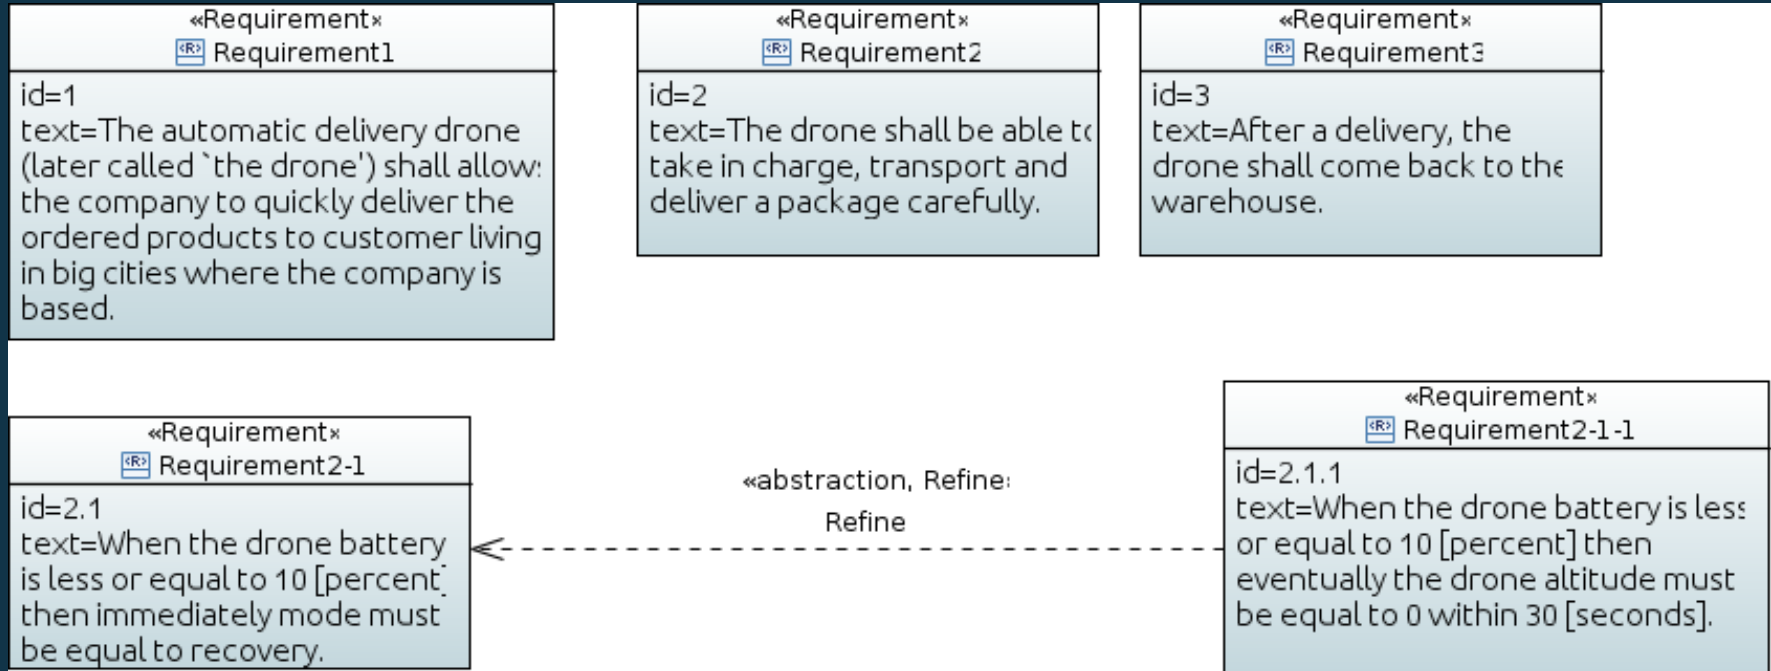 «Requirement»
Requirement1
id=1
text=The automatic delivery drone
(later called `the drone') shall allows
the company to quickly deliver the
ordered products to customer living
in big cities where the company is
based.
«Requirement»
Requirement2
id=2
text=The drone shall be able to
take in charge, transport and
deliver a package carefully.
«Requirement»
Requirement3
id=3
text=After a delivery, the
drone shall come back to the
warehouse.
«Requirement»
Requirement2-1
id=2.1
text=When the drone battery
is less or equal to 10 [percent]
then immediately mode must
be equal to recovery.
«abstraction, Refine»
Refine
«Requirement»
Requirement2-1-1
id=2.1.1
text=When the drone battery is less
or equal to 10 [percent] then
eventually the drone altitude must
be equal to 0 within 30 [seconds].